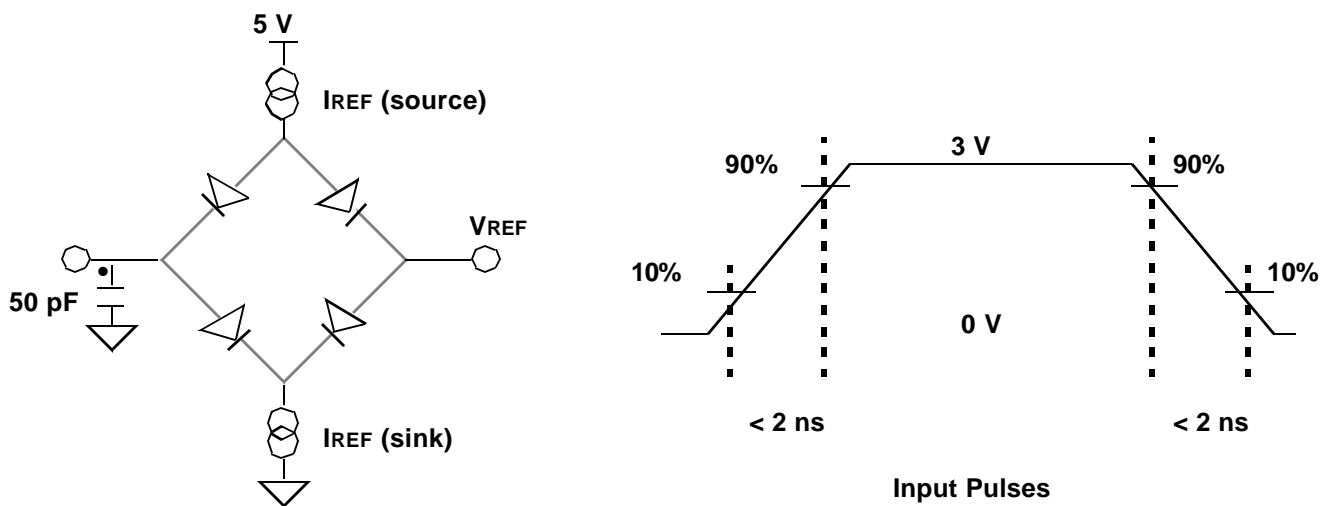 5 V
IREF (source)
VREF
50 pF
IREF (sink)
3 V
90%
90%
10%
10%
0 V
< 2 ns
< 2 ns
Input Pulses